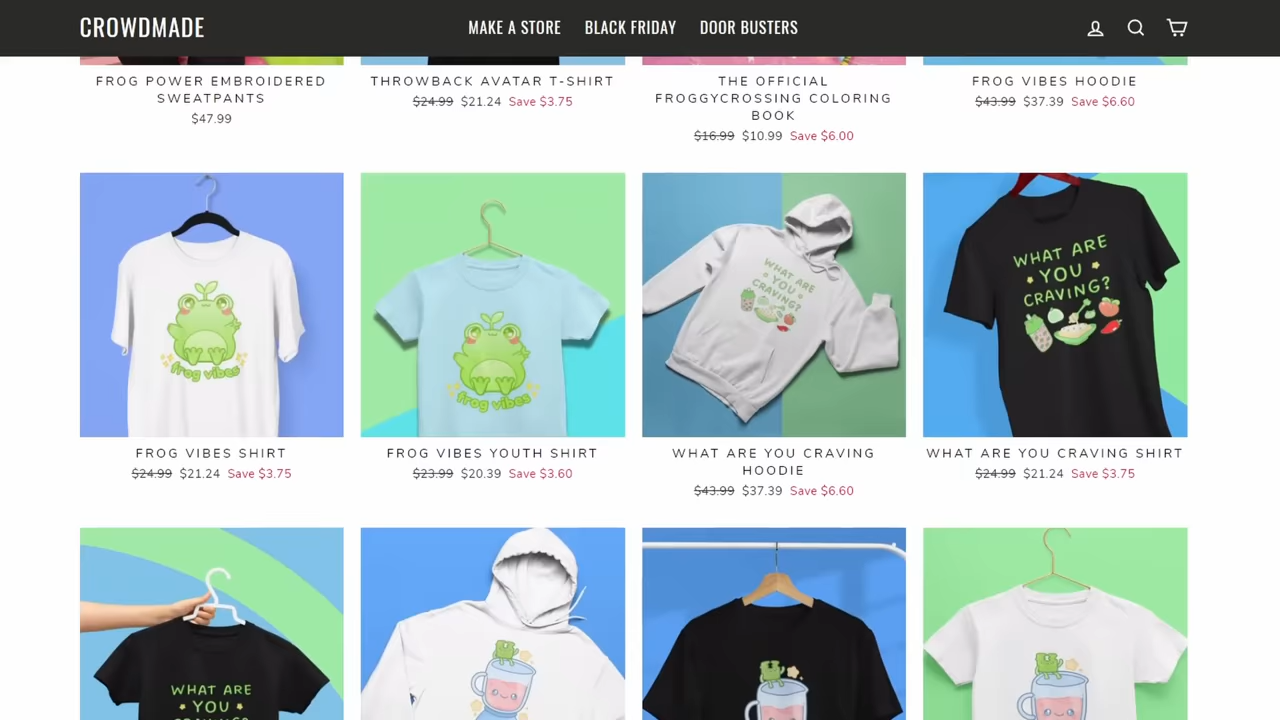 CROWDMADE
MAKE A STORE BLACK FRIDAY DOOR BUSTERS
FROG POWER EMBROIDERED
SWEATPANTS
$47.99
THROWBACK AVATAR T-SHIRT
$24.99 $21.24 Save $3.75
THE OFFICIAL
FROGGYCROSSING COLORING
BOOK
$16.99 $10.99 Save $6.00
FROG VIBES HOODIE
$43.99 $37.39 Save $6.60
frog vibes
frog vibes
WHAT ARE
YOU
CRAVING?
WHAT ARE
YOU
CRAVING?
FROG VIBES SHIRT
$24.99 $21.24 Save $3.75
FROG VIBES YOUTH SHIRT
$23.99 $20.39 Save $3.60
WHAT ARE YOU CRAVING
HOODIE
$43.99 $37.39 Save $6.60
WHAT ARE YOU CRAVING SHIRT
$24.99 $21.24 Save $3.75
WHAT ARE
YOU